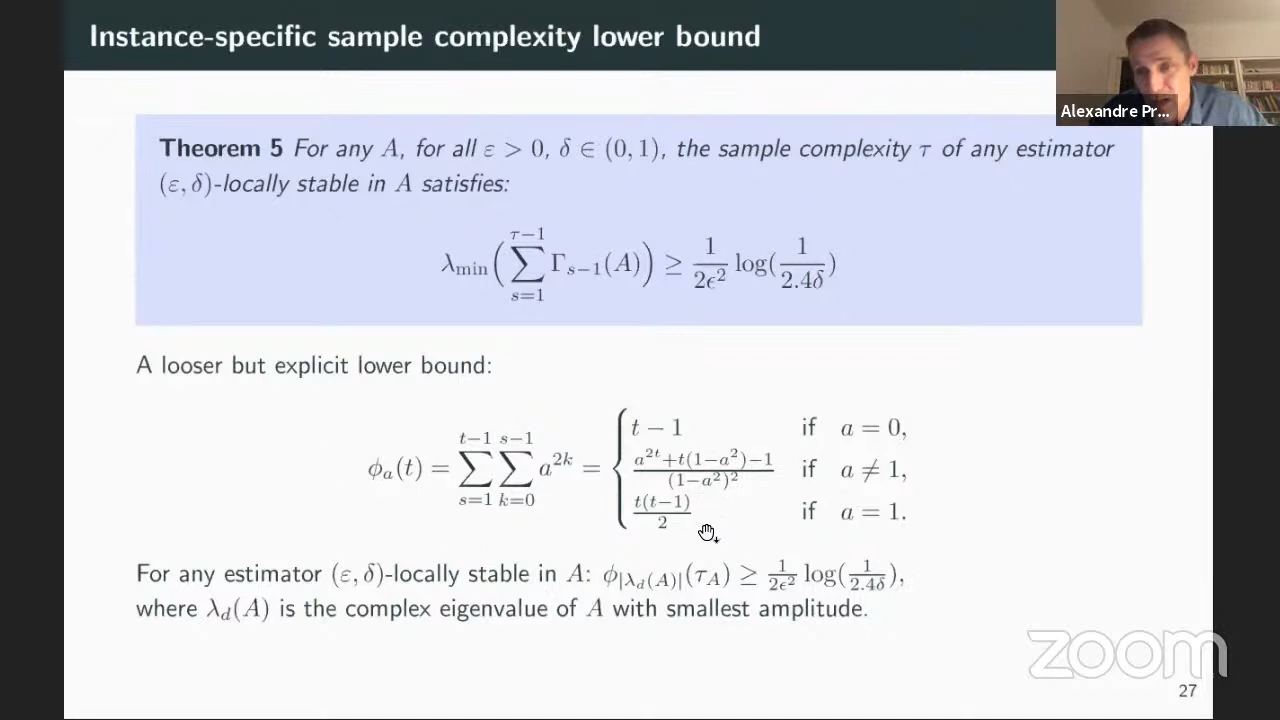 Instance-specific sample complexity lower bound
Alexandre Pr...
Theorem 5 For any A, for all ε > 0, δ ∈ (0, 1), the sample complexity τ of any estimator
(ε, δ)-locally stable in A satisfies:
λ_min( ∑_{s=1}^{τ−1} Γ_{s−1}(A) ) ≥ 1/(2ϵ²) log(1/(2.4δ))
A looser but explicit lower bound:
φ_a(t) = ∑_{s=1}^{t−1} ∑_{k=0}^{s−1} a^{2k} = { t − 1 if a = 0,
(a^{2t}+t(1−a²)−1)/(1−a²)² if a ≠ 1,
t(t−1)/2 if a = 1.
For any estimator (ε, δ)-locally stable in A: φ_{|λ_d(A)|}(τ_A) ≥ 1/(2ϵ²) log(1/(2.4δ)),
where λ_d(A) is the complex eigenvalue of A with smallest amplitude.
zoom
27